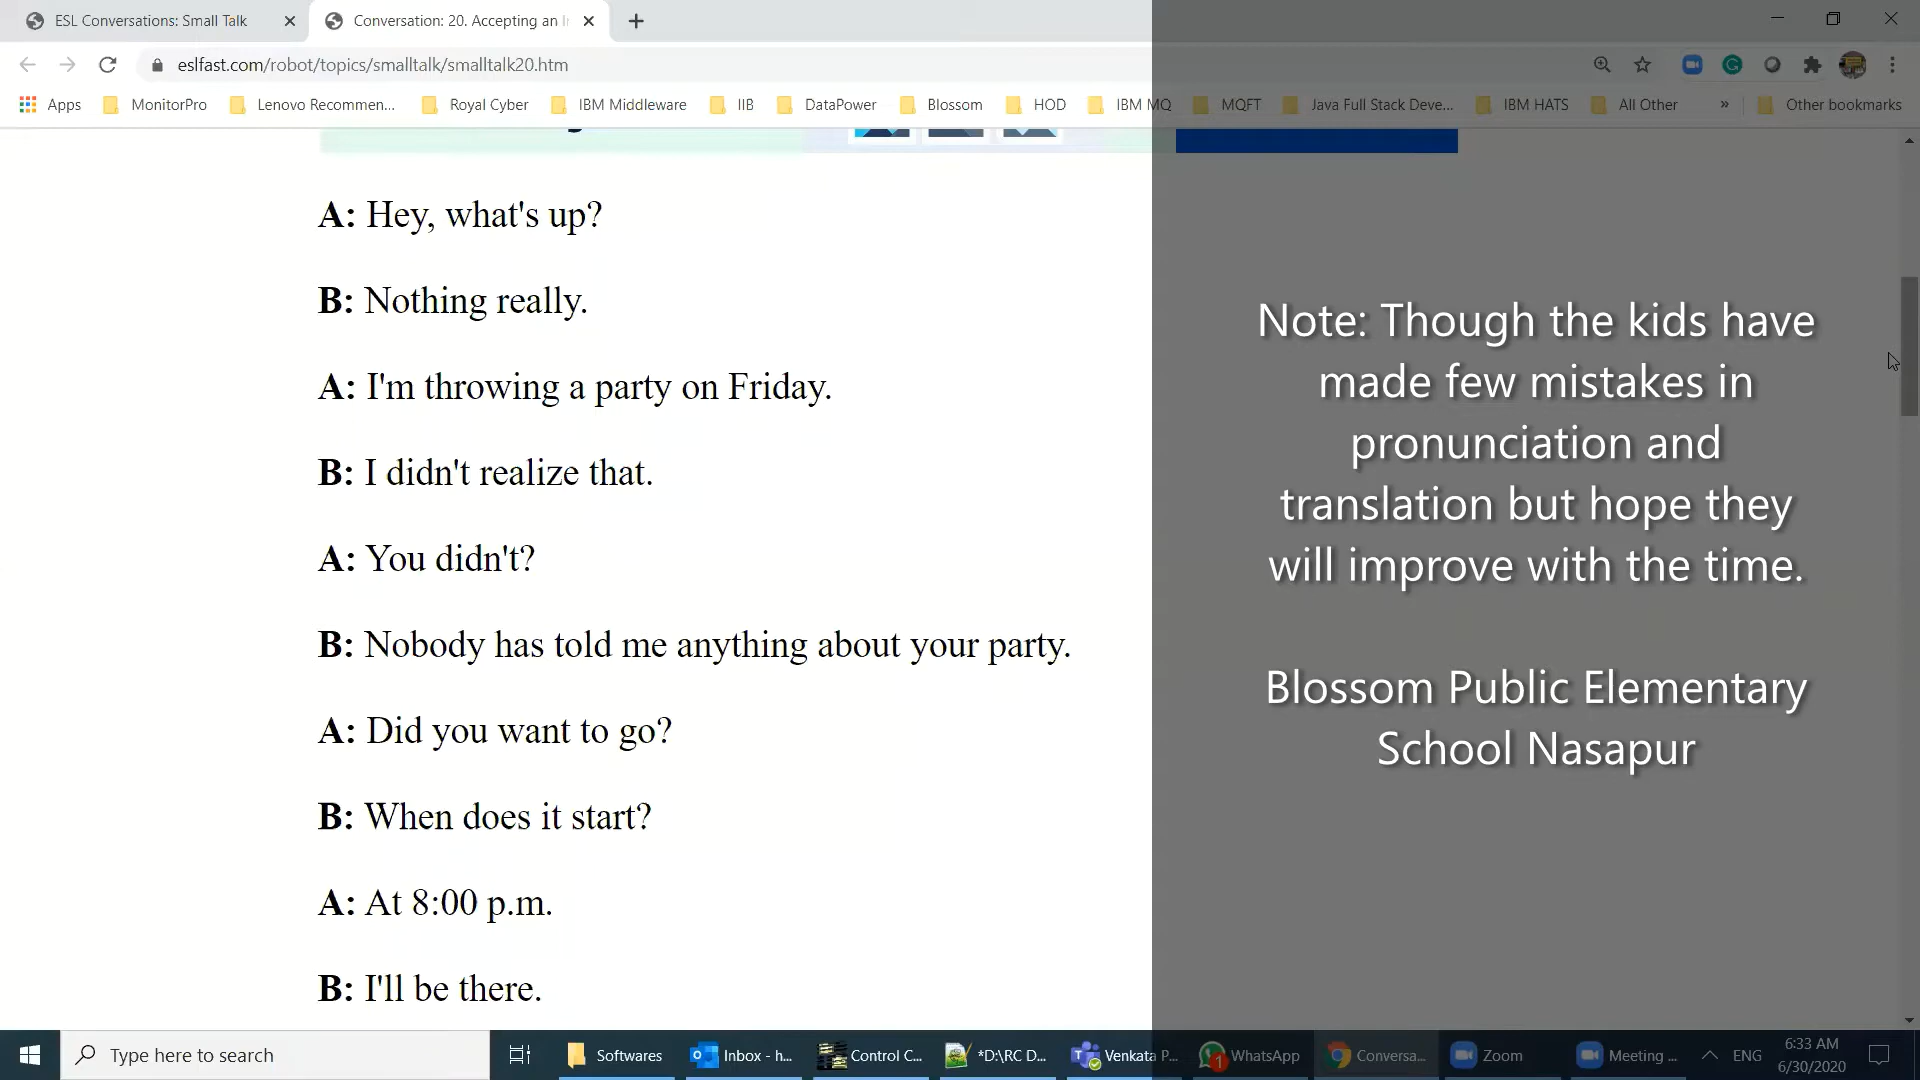 ESL Conversations: Small Talk
Conversation: 20. Accepting an
eslfast.com/robot/topics/smalltalk/smalltalk20.htm
Apps MonitorPro Lenovo Recommen... Royal Cyber IBM Middleware IIB DataPower Blossom HOD IBM MQ MQFT Java Full Stack Deve... IBM HATS All Other » Other bookmarks
A: Hey, what's up?
B: Nothing really.
A: I'm throwing a party on Friday.
B: I didn't realize that.
A: You didn't?
B: Nobody has told me anything about your party.
A: Did you want to go?
B: When does it start?
A: At 8:00 p.m.
B: I'll be there.
Note: Though the kids have
made few mistakes in
pronunciation and
translation but hope they
will improve with the time.
Blossom Public Elementary
School Nasapur
Type here to search
Softwares Inbox - h... Control C... *D:\RC D... Venkata P... 1 WhatsApp Conversa... Zoom Meeting ... ENG
6:33 AM
6/30/2020